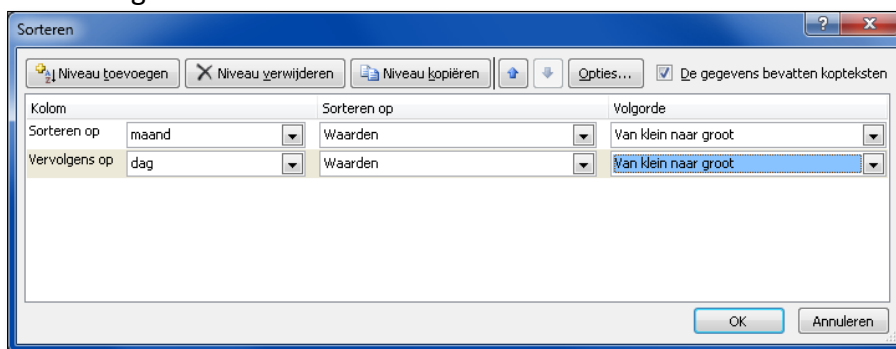 Sorteren
Niveau toevoegen Niveau verwijderen Niveau kopiëren Opties... De gegevens bevatten kopteksten
Kolom Sorteren op Volgorde
Sorteren op maand Waarden Van klein naar groot
Vervolgens op dag Waarden Van klein naar groot
OK Annuleren